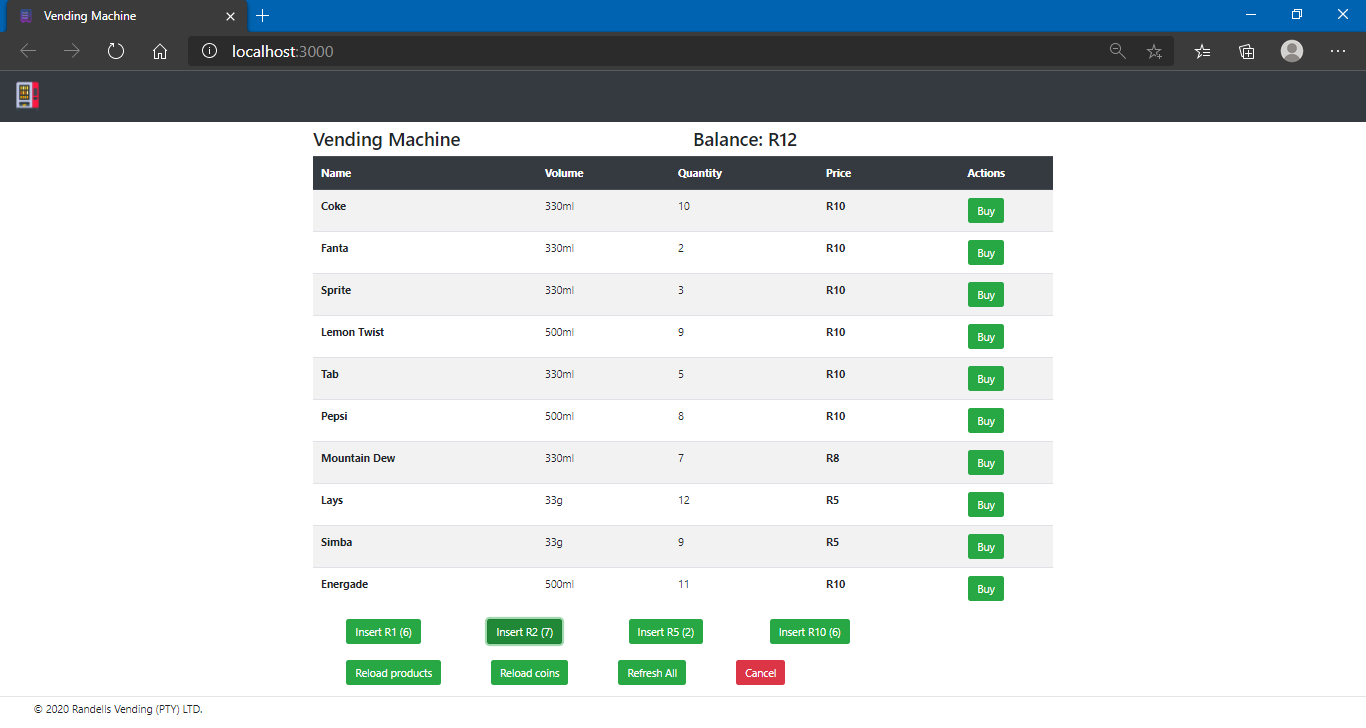 Vending Machine
localhost:3000
Vending Machine Balance: R12
Name Volume Quantity Price Actions
Coke 330ml 10 R10 Buy
Fanta 330ml 2 R10 Buy
Sprite 330ml 3 R10 Buy
Lemon Twist 500ml 9 R10 Buy
Tab 330ml 5 R10 Buy
Pepsi 500ml 8 R10 Buy
Mountain Dew 330ml 7 R8 Buy
Lays 33g 12 R5 Buy
Simba 33g 9 R5 Buy
Energade 500ml 11 R10 Buy
Insert R1 (6) Insert R2 (7) Insert R5 (2) Insert R10 (6)
Reload products Reload coins Refresh All Cancel
© 2020 Randells Vending (PTY) LTD.